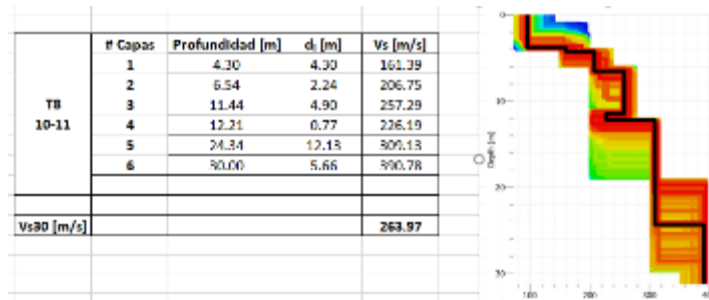 # Capas Profundidad [m] di [m] Vs [m/s]
1 4.30 4.30 161.39
2 6.54 2.24 206.75
T8 3 11.44 4.90 257.29
10-11 4 12.21 0.77 226.19
5 24.34 12.13 309.13
6 30.00 5.66 390.78
Vs30 [m/s] 263.97
0
10
Depth [m]
20
30
100 200 300